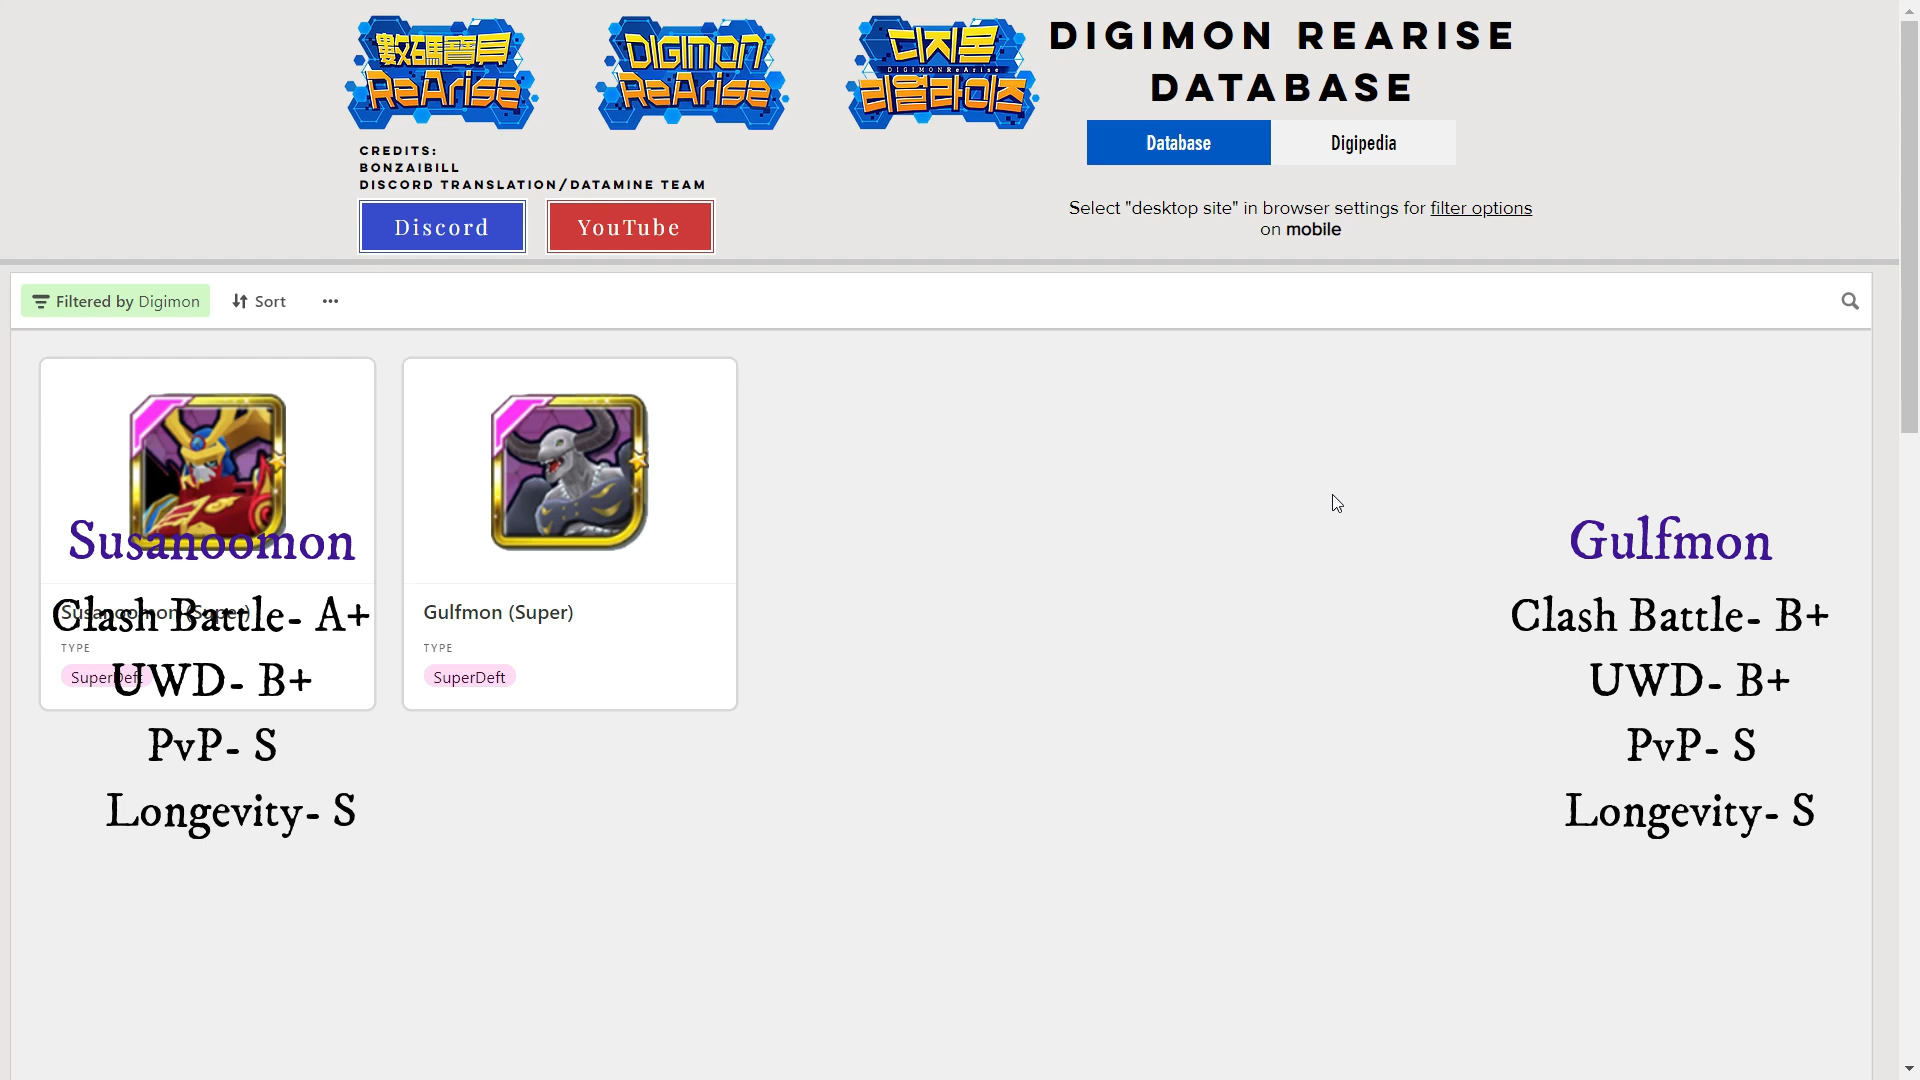 數碼寶貝
ReArise
DIGIMON
ReArise
디지몬
DIGIMON ReArise
리얼라이즈
DIGIMON REARISE
DATABASE
CREDITS:
BONZAIBILL
DISCORD TRANSLATION/DATAMINE TEAM
Discord
YouTube
Database
Digipedia
Select "desktop site" in browser settings for filter options
on mobile
Filtered by Digimon
Sort
Susanoomon
Susanoomon (Super)
Clash Battle- A+
TYPE
SuperDeft
UWD- B+
PvP- S
Longevity- S
Gulfmon (Super)
TYPE
SuperDeft
Gulfmon
Clash Battle- B+
UWD- B+
PvP- S
Longevity- S